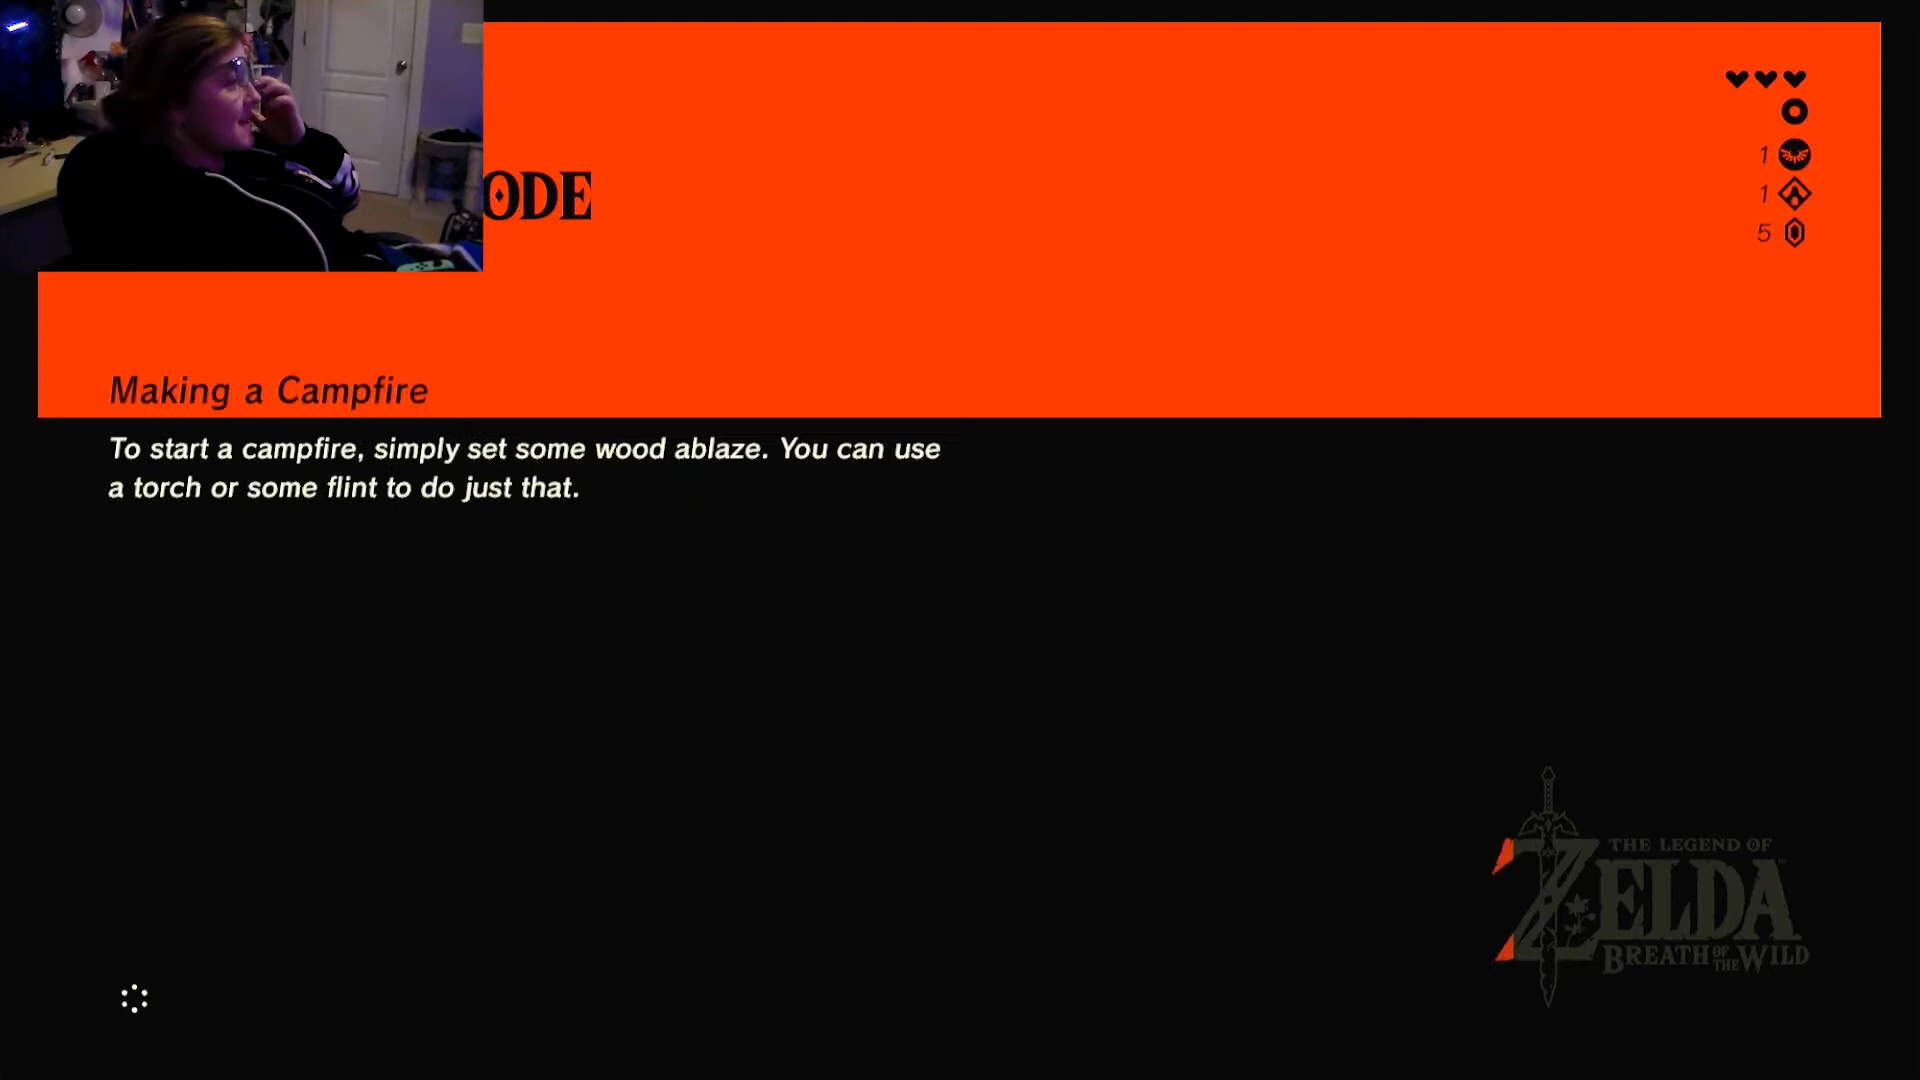 ODE
1
1
5
Making a Campfire
To start a campfire, simply set some wood ablaze. You can use
a torch or some flint to do just that.
THE LEGEND OF
ZELDA
BREATH OF THE WILD